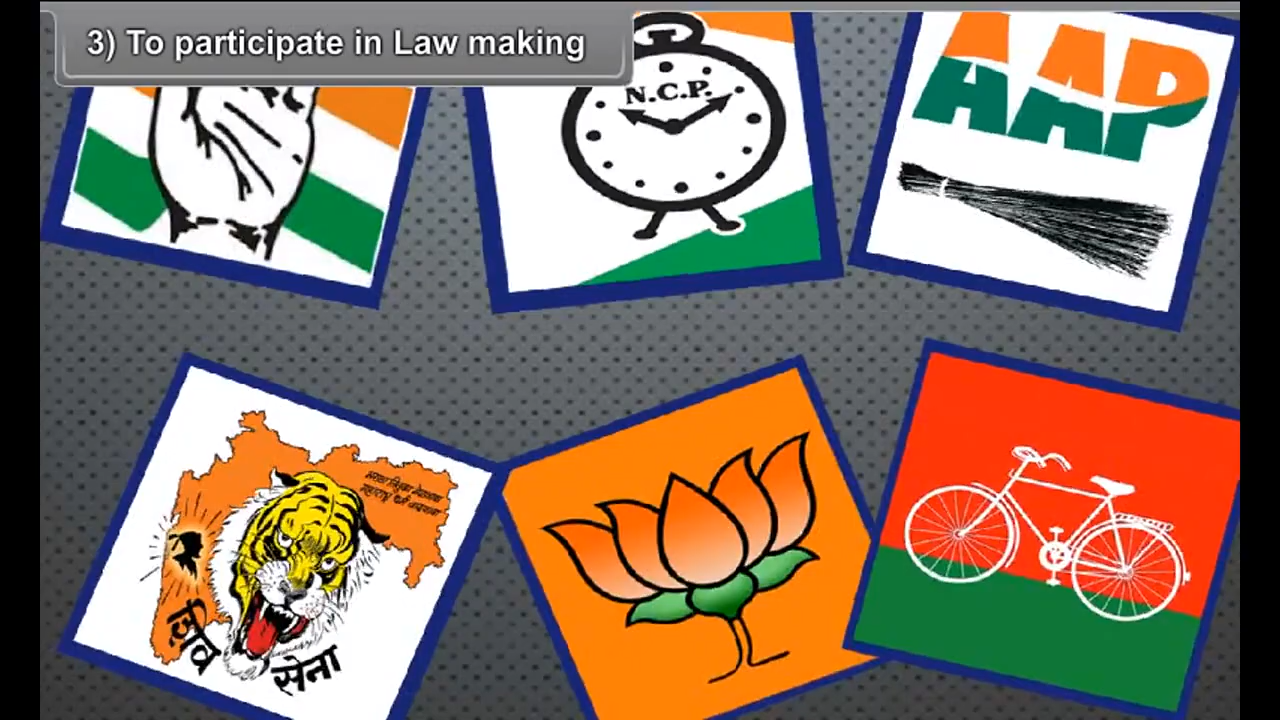 3) To participate in Law making
N.C.P.
AAP
शिव
सेना